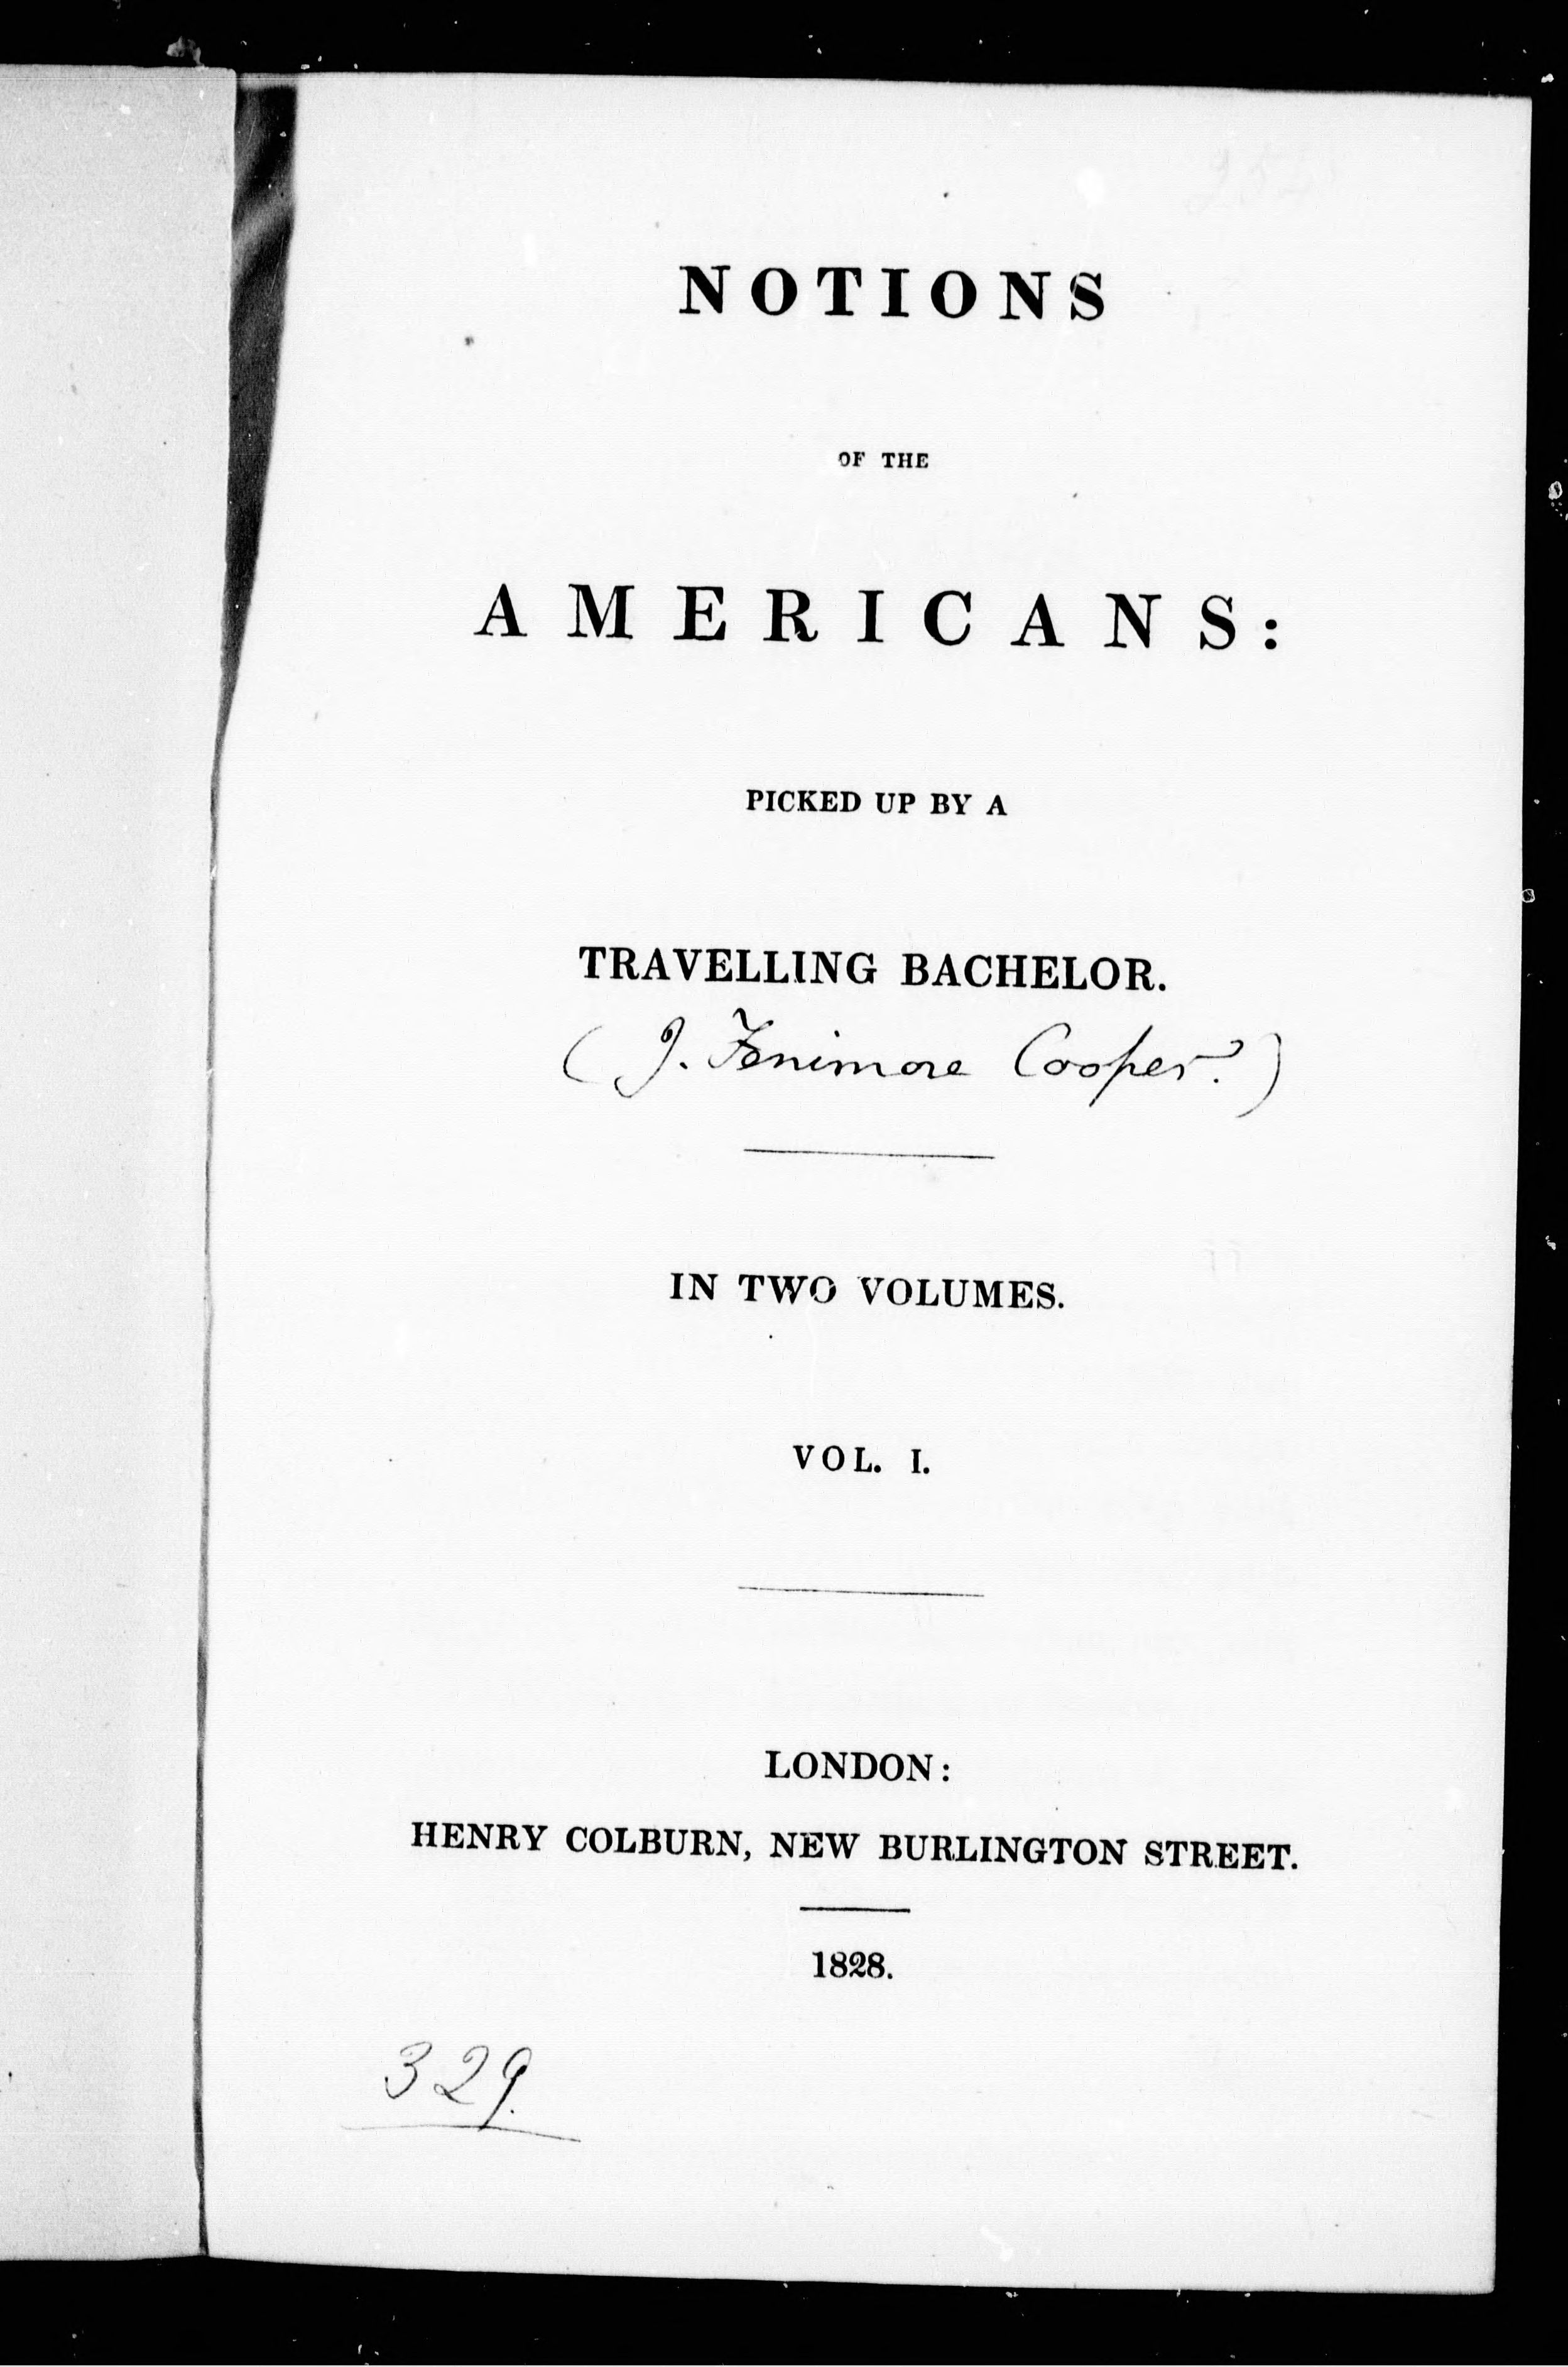 NOTIONS
OF THE
AMERICANS:
PICKED UP BY A
TRAVELLING BACHELOR.
(J. Fenimore Cooper.)
IN TWO VOLUMES.
VOL. I.
LONDON:
HENRY COLBURN, NEW BURLINGTON STREET.
1828.
329.